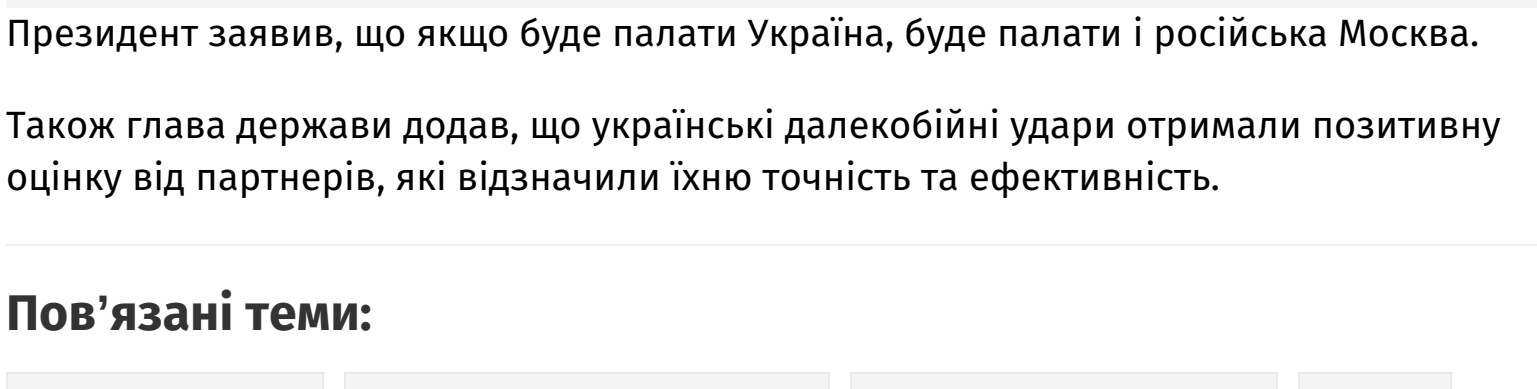 Президент заявив, що якщо буде палати Україна, буде палати і російська Москва.
Також глава держави додав, що українські далекобійні удари отримали позитивну
оцінку від партнерів, які відзначили їхню точність та ефективність.
Пов’язані теми: